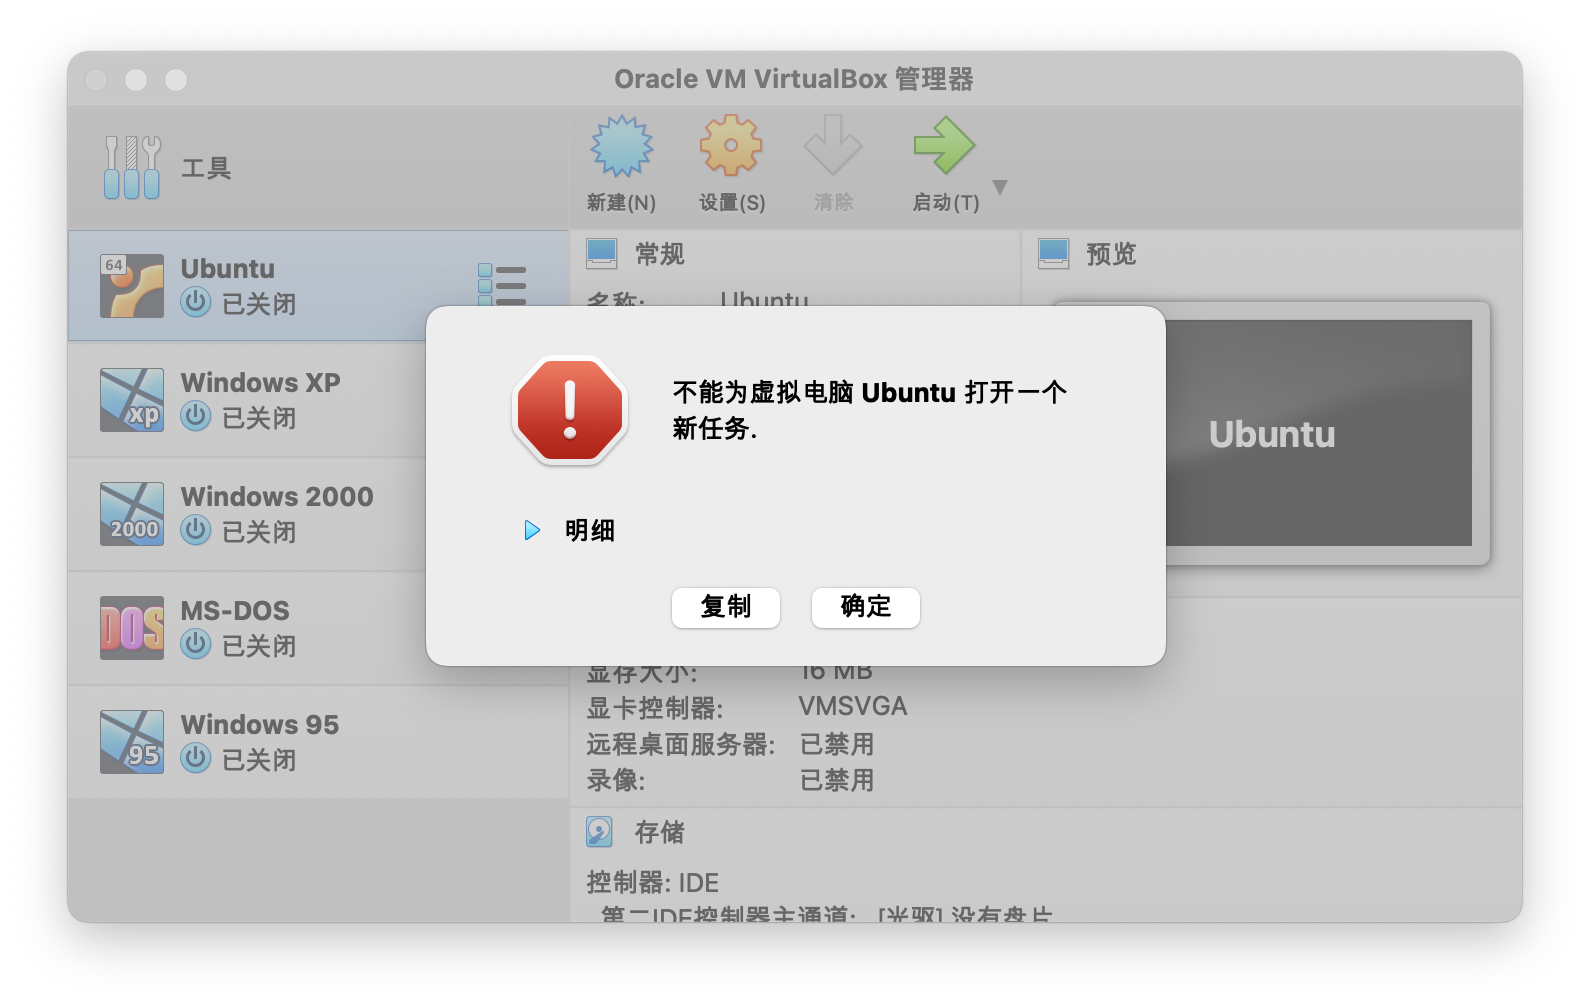 Oracle VM VirtualBox 管理器
工具
新建(N)
设置(S)
清除
启动(T)
64
Ubuntu
已关闭
xp
Windows XP
已关闭
2000
Windows 2000
已关闭
DOS
MS-DOS
已关闭
95
Windows 95
已关闭
常规
名称: Ubuntu
预览
Ubuntu
不能为虚拟电脑 Ubuntu 打开一个
新任务.
明细
复制
确定
显存大小: 16 MB
显卡控制器: VMSVGA
远程桌面服务器: 已禁用
录像: 已禁用
存储
控制器: IDE
第二IDE控制器主通道: [光驱] 没有盘片